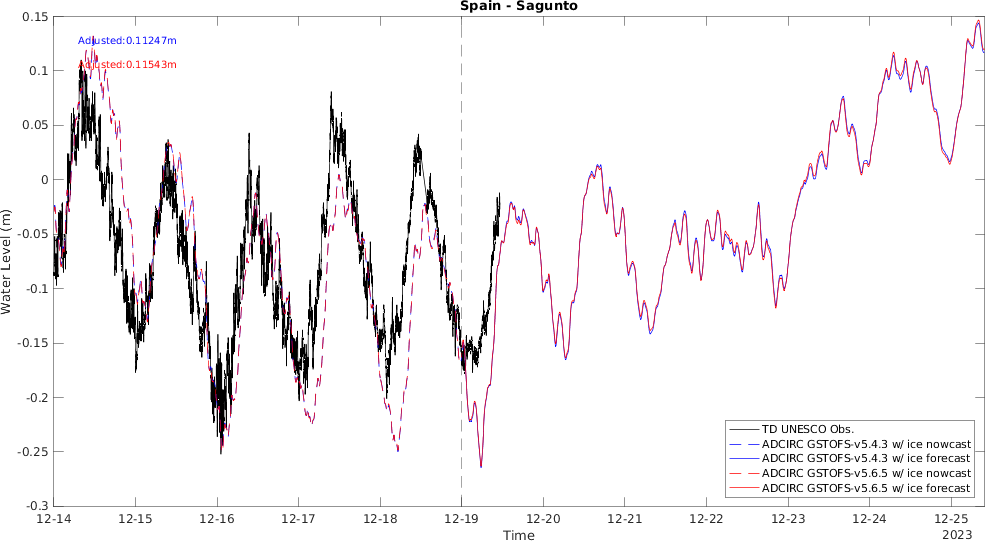 Spain - Sagunto
0.15
0.1
0.05
0
-0.05
-0.1
-0.15
-0.2
-0.25
-0.3
Water Level (m)
Adjusted:0.11247m
Adjusted:0.11543m
TD UNESCO Obs.
ADCIRC GSTOFS-v5.4.3 w/ ice nowcast
ADCIRC GSTOFS-v5.4.3 w/ ice forecast
ADCIRC GSTOFS-v5.6.5 w/ ice nowcast
ADCIRC GSTOFS-v5.6.5 w/ ice forecast
12-14 12-15 12-16 12-17 12-18 12-19 12-20 12-21 12-22 12-23 12-24 12-25
Time
2023